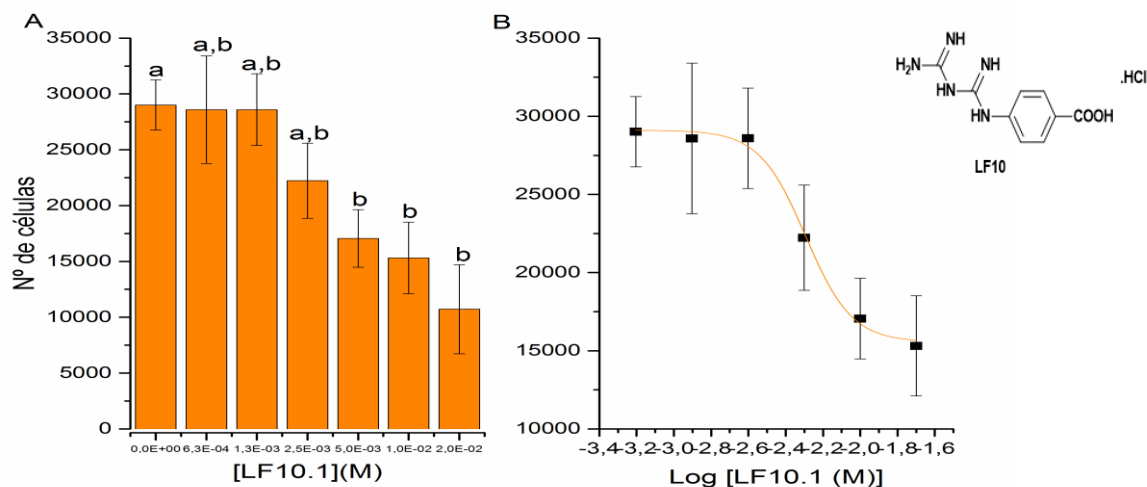 A
35000
30000
25000
20000
15000
10000
5000
0
Nº de células
a
a,b
a,b
a,b
b
b
b
0,0E+00 6,3E-04 1,3E-03 2,5E-03 5,0E-03 1,0E-02 2,0E-02
[LF10.1](M)
B
35000
30000
25000
20000
15000
10000
-3,4 -3,2 -3,0 -2,8 -2,6 -2,4 -2,2 -2,0 -1,8 -1,6
Log [LF10.1 (M)]
NH
H₂N
NH
HN
NH
COOH
.HCl
LF10